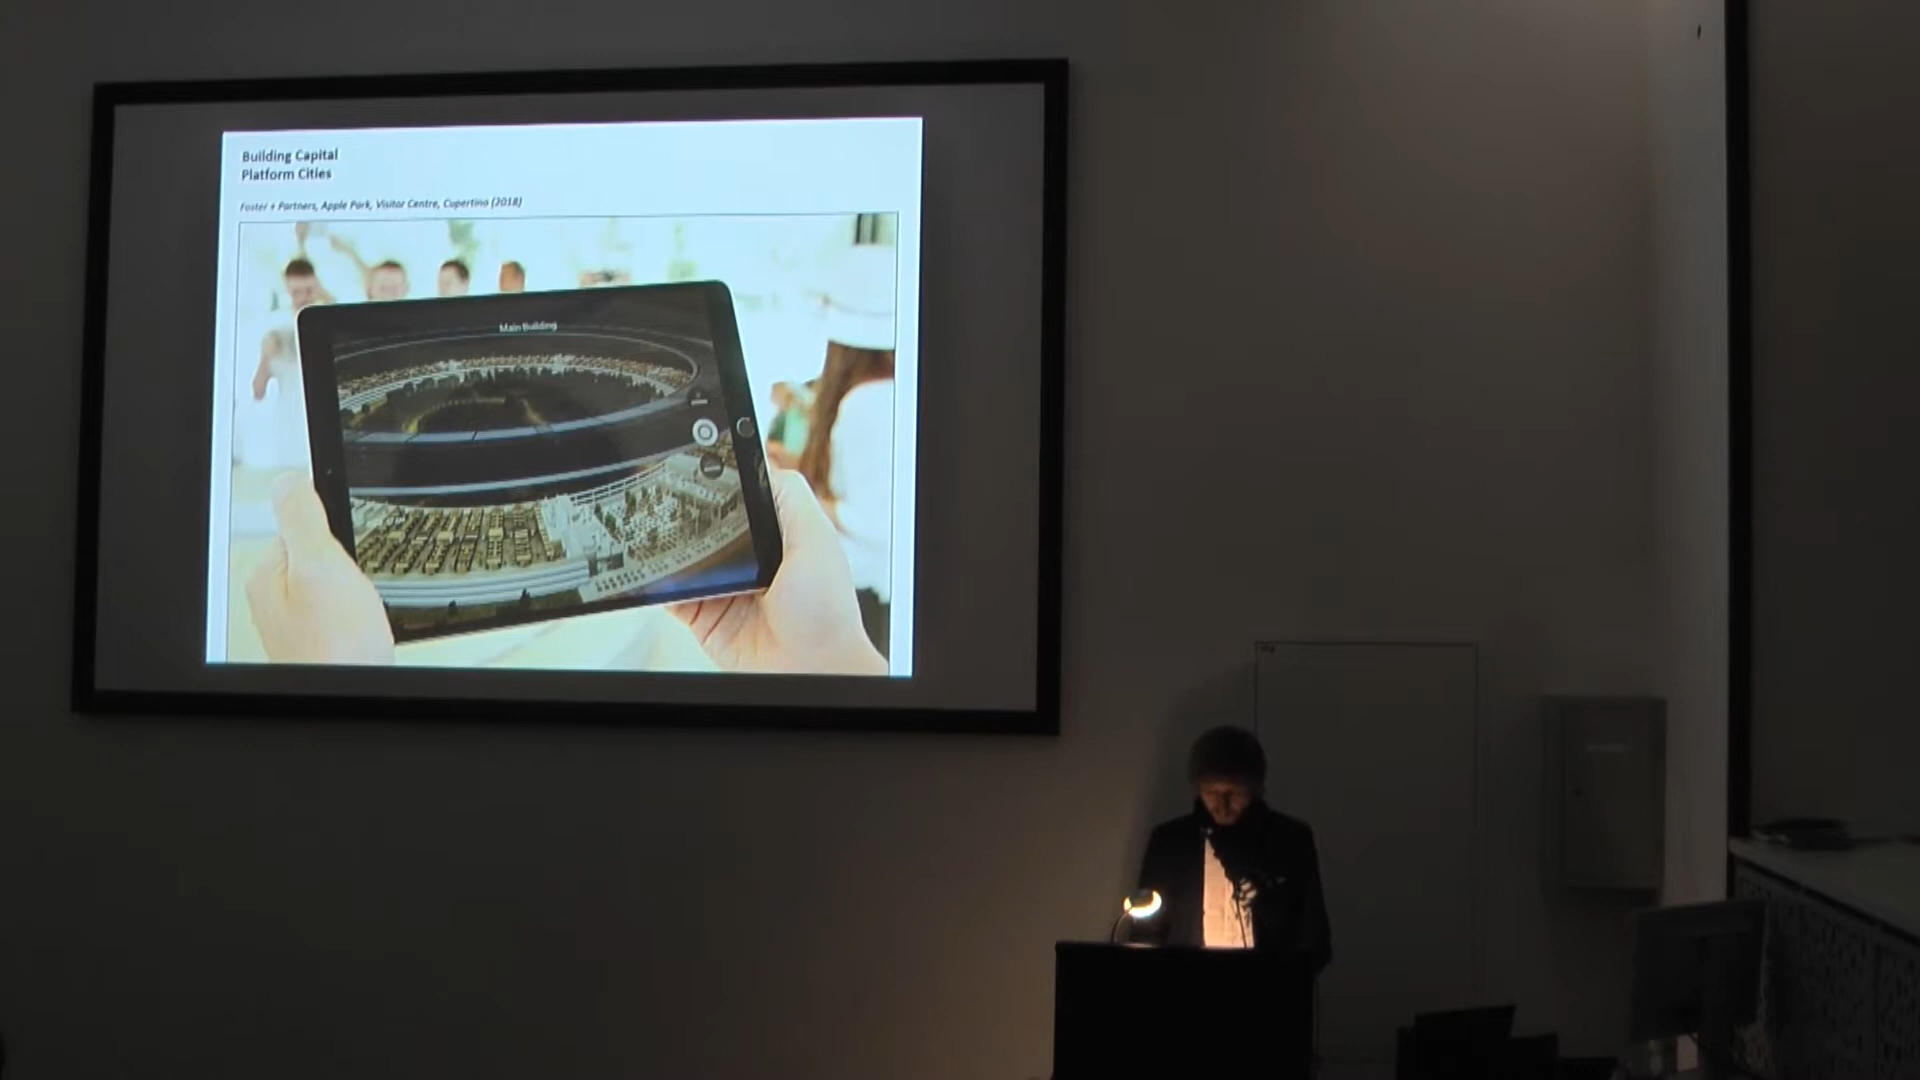 Building Capital
Platform Cities
Foster + Partners, Apple Park, Visitor Centre, Cupertino (2018)
Main Building